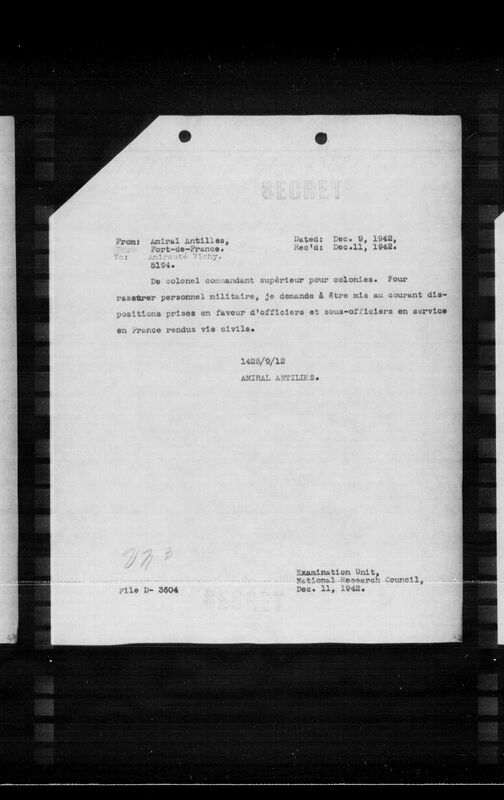 SECRET
From: Amiral Antilles, Dated: Dec. 9, 1942,
Fort-de-France. Rec'd: Dec.11, 1942.
To: Amirauté Vichy.
5194.
De colonel commandant supérieur pour colonies. Pour
rassurer personnel militaire, je demande à être mis au courant dis-
positions prises en faveur d'officiers et sous-officiers en service
en France rendus vie civile.
1425/9/12
AMIRAL ANTILLES.
Examination Unit,
National Research Council,
File D- 3604 Dec. 11, 1942.
SECRET